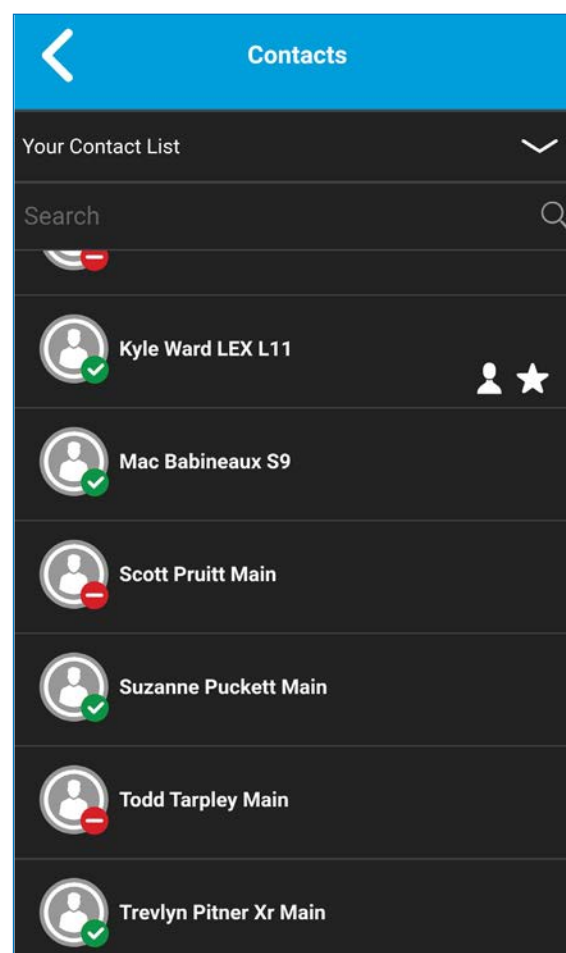 Contacts
Your Contact List
Search
Kyle Ward LEX L11
Mac Babineaux S9
Scott Pruitt Main
Suzanne Puckett Main
Todd Tarpley Main
Trevlyn Pitner Xr Main